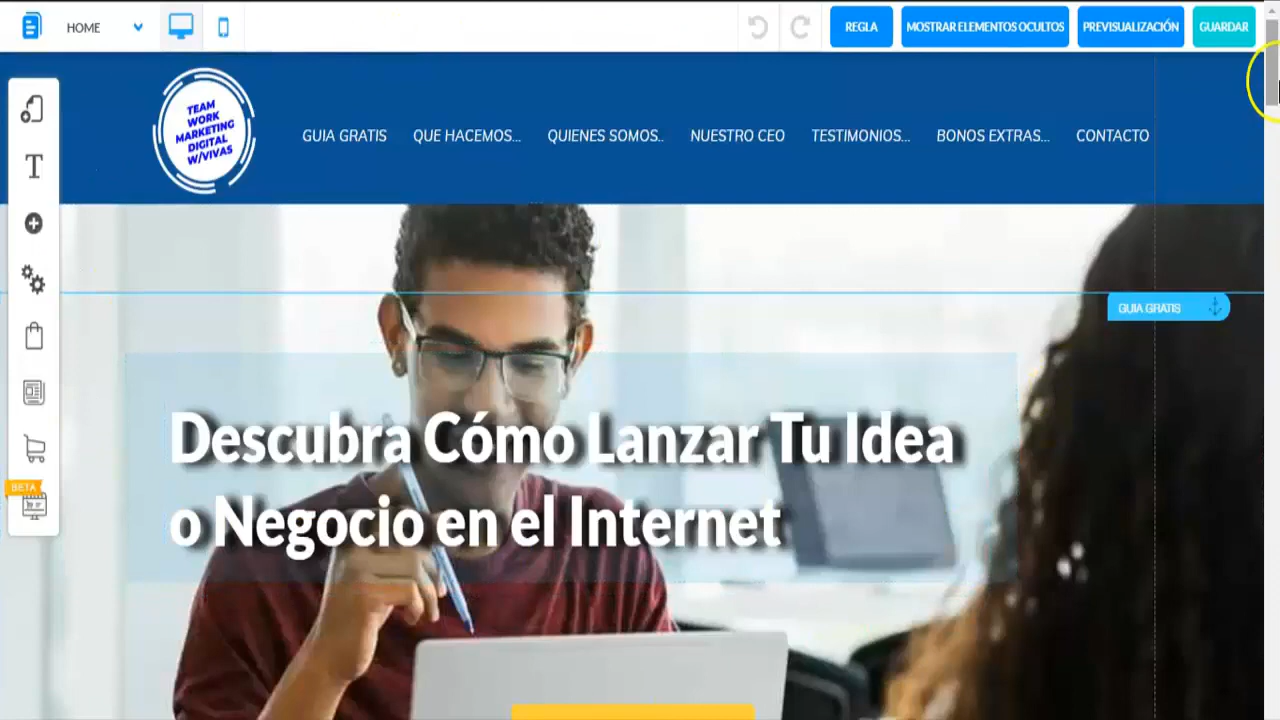 HOME
REGLA
MOSTRAR ELEMENTOS OCULTOS
PREVISUALIZACIÓN
GUARDAR
TEAM
WORK
MARKETING
DIGITAL
W/VIVAS
GUIA GRATIS
QUE HACEMOS...
QUIENES SOMOS..
NUESTRO CEO
TESTIMONIOS...
BONOS EXTRAS...
CONTACTO
GUIA GRATIS
Descubra Cómo Lanzar Tu Idea
o Negocio en el Internet
T
BETA